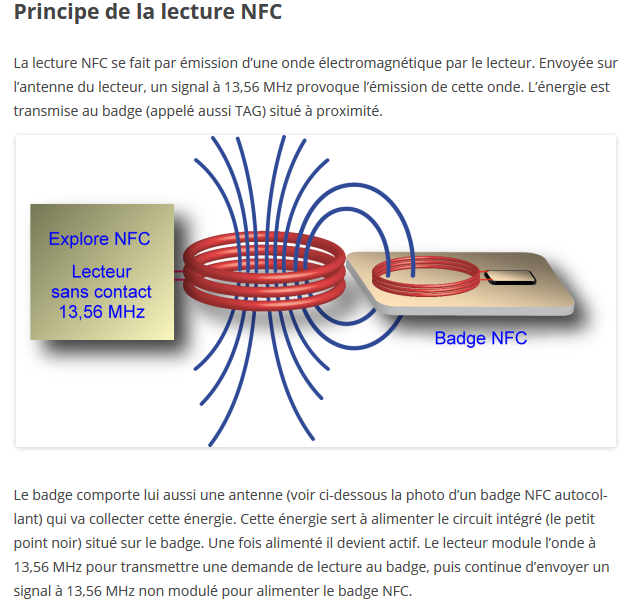 Principe de la lecture NFC
La lecture NFC se fait par émission d’une onde électromagnétique par le lecteur. Envoyée sur
l’antenne du lecteur, un signal à 13,56 MHz provoque l’émission de cette onde. L’énergie est
transmise au badge (appelé aussi TAG) situé à proximité.
Explore NFC
Lecteur
sans contact
13,56 MHz
Badge NFC
Le badge comporte lui aussi une antenne (voir ci-dessous la photo d’un badge NFC autocol-
lant) qui va collecter cette énergie. Cette énergie sert à alimenter le circuit intégré (le petit
point noir) situé sur le badge. Une fois alimenté il devient actif. Le lecteur module l’onde à
13,56 MHz pour transmettre une demande de lecture au badge, puis continue d’envoyer un
signal à 13,56 MHz non modulé pour alimenter le badge NFC.